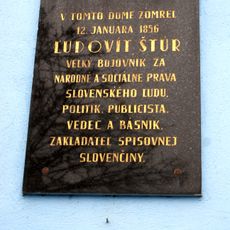 V TOMTO DOME ZOMREL
12. JANUÁRA 1856
ĽUDOVÍT ŠTÚR
VEĽKÝ BOJOVNÍK ZA
NÁRODNÉ A SOCIÁLNE PRÁVA
SLOVENSKÉHO ĽUDU,
POLITIK, PUBLICISTA,
VEDEC A BÁSNIK,
ZAKLADATEĽ SPISOVNEJ
SLOVENČINY.